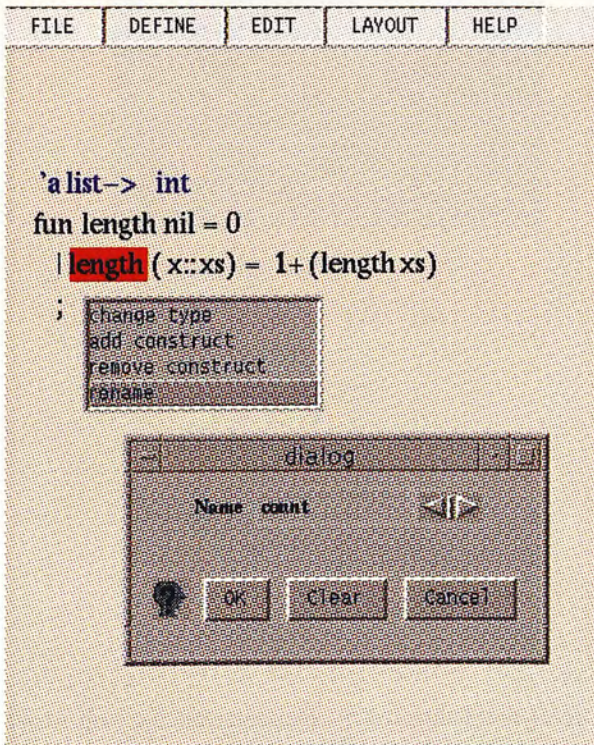 FILE DEFINE EDIT LAYOUT HELP
`a list–> int
fun length nil = 0
| length ( x::xs) = 1+(length xs)
;
change type
add construct
remove construct
rename
dialog
Name count
OK Clear Cancel